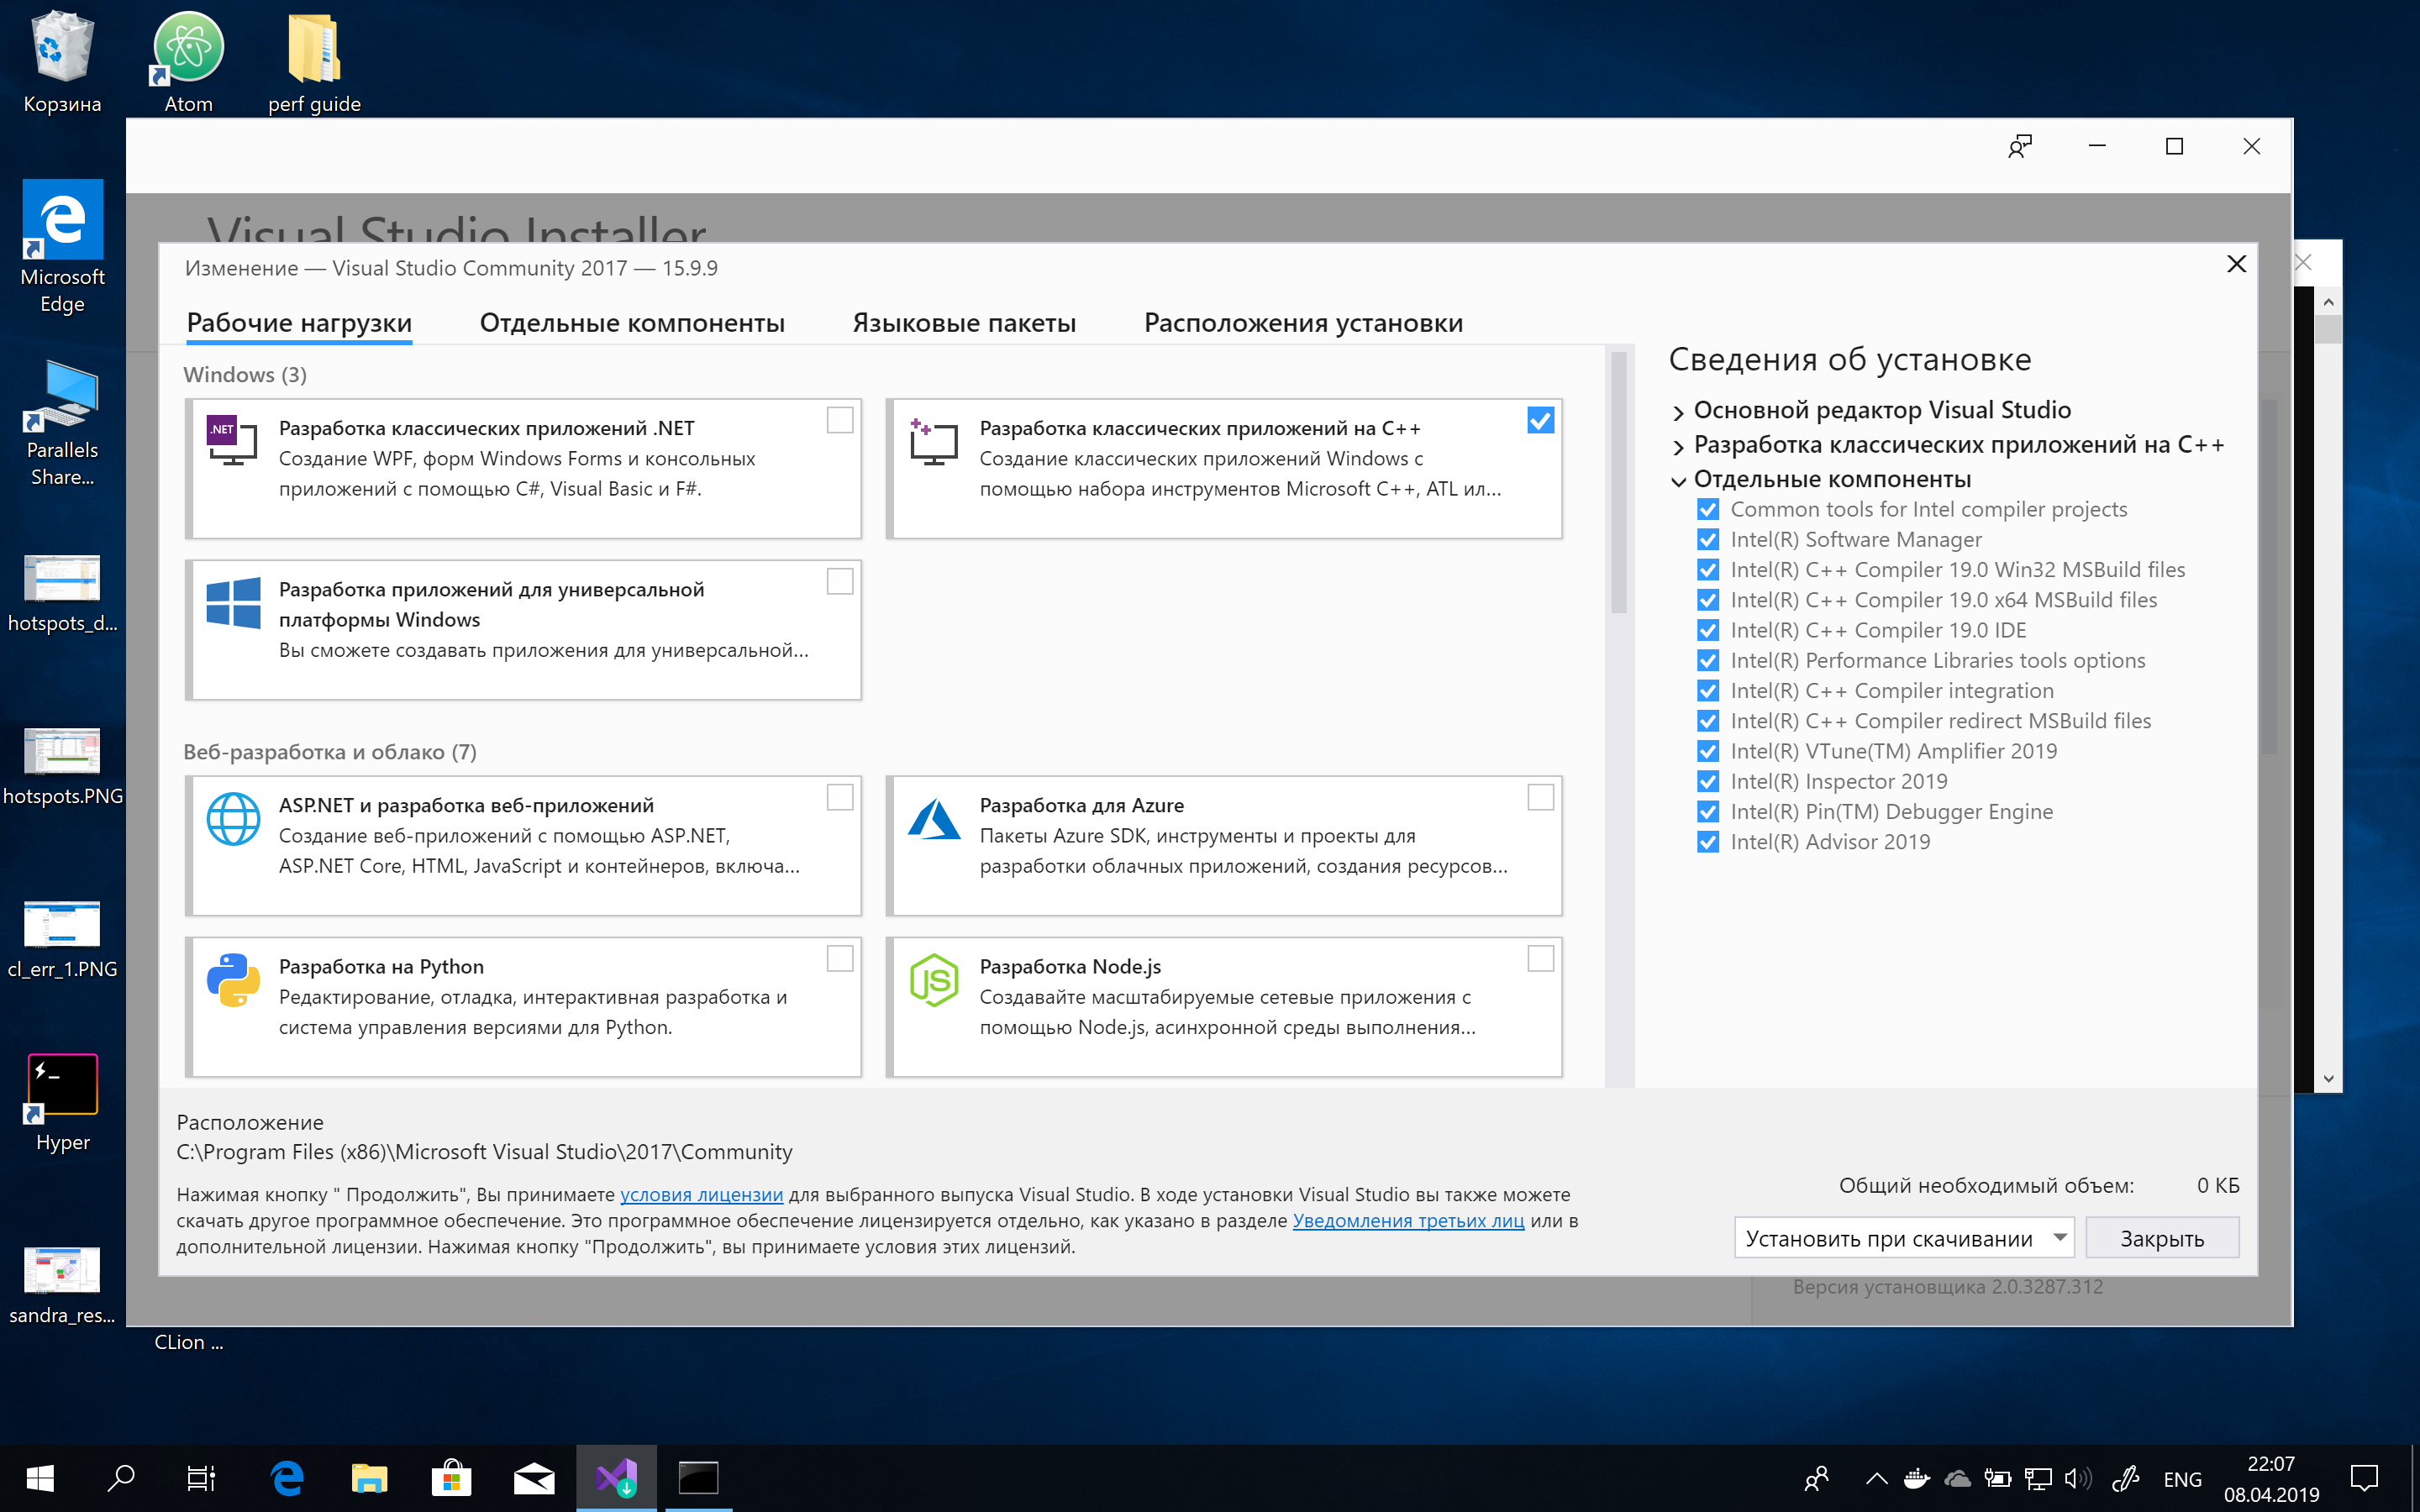 Корзина
Atom
perf guide
Microsoft
Edge
Parallels
Share...
hotspots_d...
hotspots.PNG
cl_err_1.PNG
Hyper
sandra_res...
CLion ...
Visual Studio Installer
Изменение — Visual Studio Community 2017 — 15.9.9
Рабочие нагрузки
Отдельные компоненты
Языковые пакеты
Расположения установки
Windows (3)
.NET
Разработка классических приложений .NET
Создание WPF, форм Windows Forms и консольных
приложений с помощью C#, Visual Basic и F#.
Разработка классических приложений на C++
Создание классических приложений Windows с
помощью набора инструментов Microsoft C++, ATL ил...
Разработка приложений для универсальной
платформы Windows
Вы сможете создавать приложения для универсальной...
Веб-разработка и облако (7)
ASP.NET и разработка веб-приложений
Создание веб-приложений с помощью ASP.NET,
ASP.NET Core, HTML, JavaScript и контейнеров, включа...
Разработка для Azure
Пакеты Azure SDK, инструменты и проекты для
разработки облачных приложений, создания ресурсов...
Разработка на Python
Редактирование, отладка, интерактивная разработка и
система управления версиями для Python.
JS
Разработка Node.js
Создавайте масштабируемые сетевые приложения с
помощью Node.js, асинхронной среды выполнения...
Сведения об установке
Основной редактор Visual Studio
Разработка классических приложений на C++
Отдельные компоненты
Common tools for Intel compiler projects
Intel(R) Software Manager
Intel(R) C++ Compiler 19.0 Win32 MSBuild files
Intel(R) C++ Compiler 19.0 x64 MSBuild files
Intel(R) C++ Compiler 19.0 IDE
Intel(R) Performance Libraries tools options
Intel(R) C++ Compiler integration
Intel(R) C++ Compiler redirect MSBuild files
Intel(R) VTune(TM) Amplifier 2019
Intel(R) Inspector 2019
Intel(R) Pin(TM) Debugger Engine
Intel(R) Advisor 2019
Расположение
C:\Program Files (x86)\Microsoft Visual Studio\2017\Community
Нажимая кнопку " Продолжить", Вы принимаете условия лицензии для выбранного выпуска Visual Studio. В ходе установки Visual Studio вы также можете
скачать другое программное обеспечение. Это программное обеспечение лицензируется отдельно, как указано в разделе Уведомления третьих лиц или в
дополнительной лицензии. Нажимая кнопку "Продолжить", вы принимаете условия этих лицензий.
Общий необходимый объем: 0 КБ
Установить при скачивании
Закрыть
Версия установщика 2.0.3287.312
ENG
22:07
08.04.2019